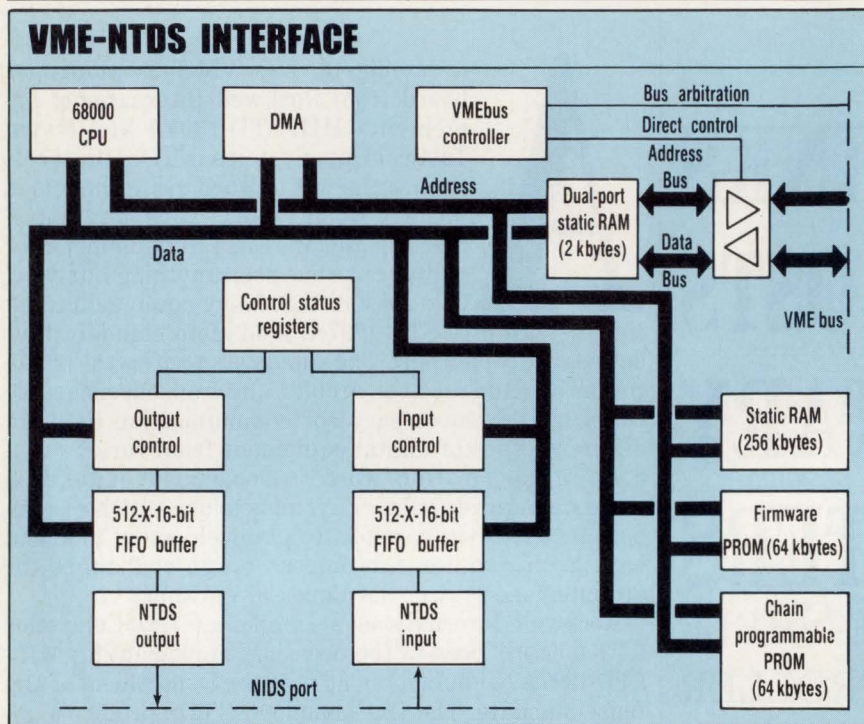 VME-NTDS INTERFACE
68000
CPU
DMA
VMEbus
controller
Bus arbitration
Direct control
Address
Bus
Data
Bus
VME bus
Address
Data
Dual-port
static RAM
(2 kbytes)
Control status
registers
Output
control
Input
control
512-X-16-bit
FIFO buffer
512-X-16-bit
FIFO buffer
NTDS
output
NTDS
input
NIDS port
Static RAM
(256 kbytes)
Firmware
PROM (64 kbytes)
Chain
programmable
PROM
(64 kbytes)